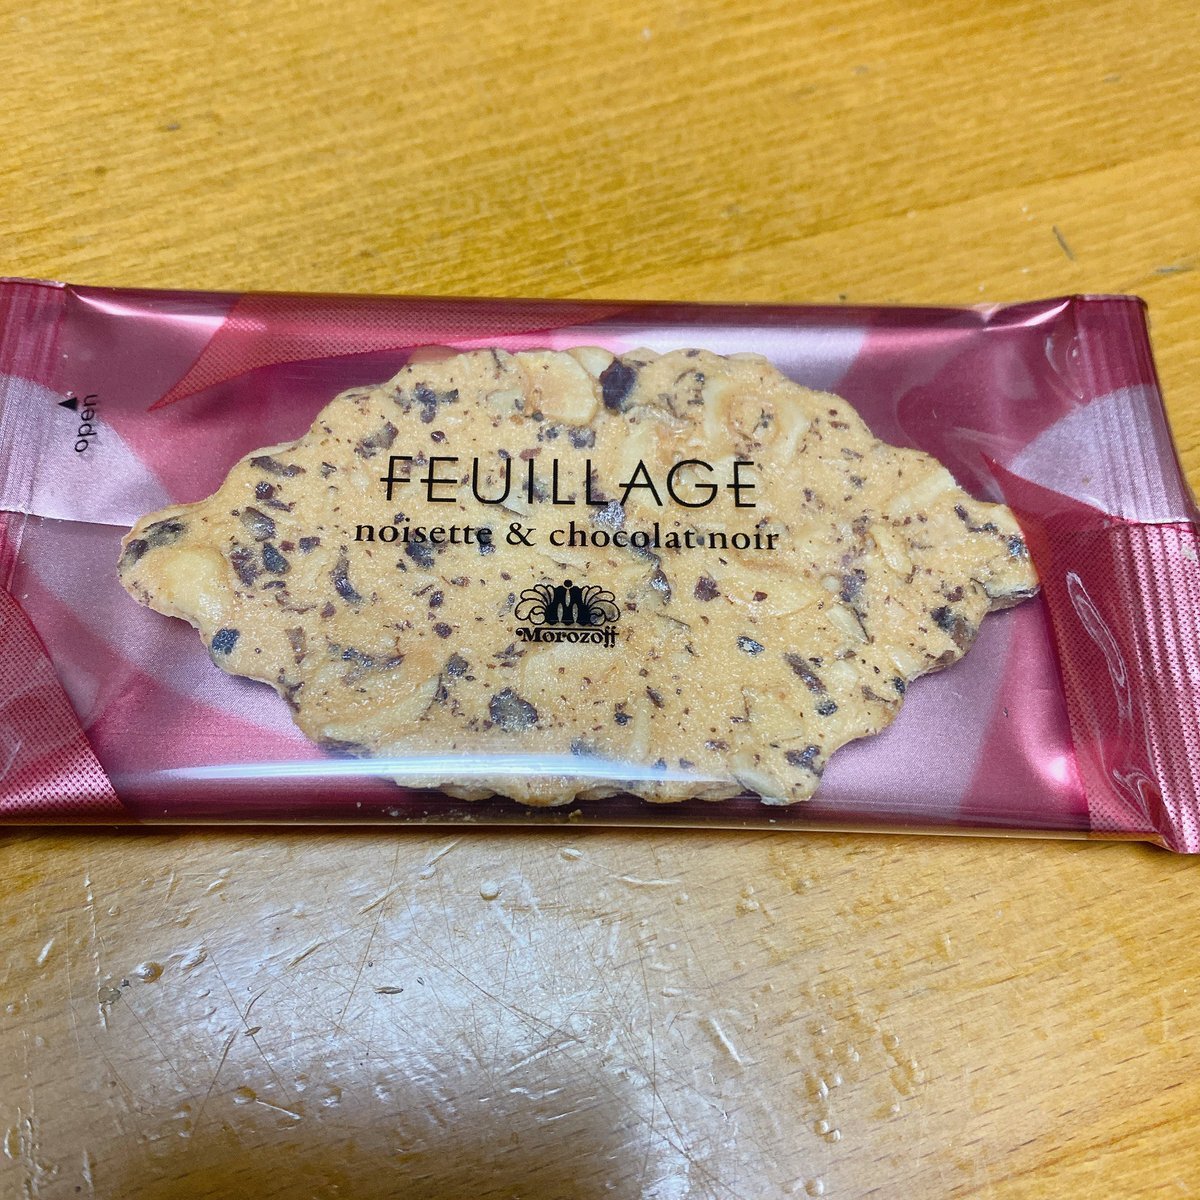 open
FEUILLAGE
noisette & chocolat noir
Morozoff